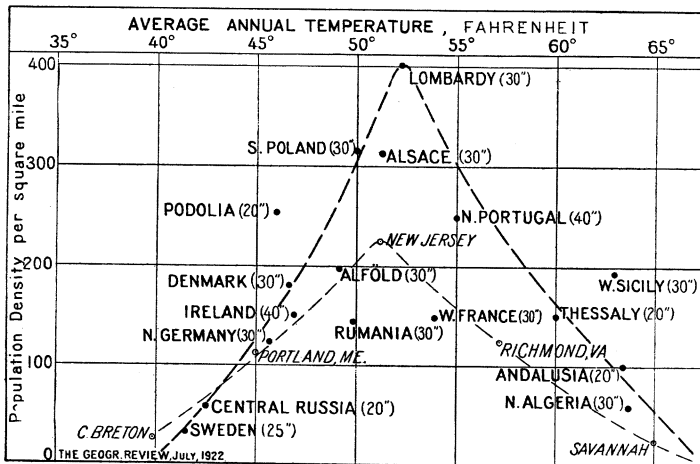 AVERAGE ANNUAL TEMPERATURE, FAHRENHEIT
35° 40° 45° 50° 55° 60° 65°
Population Density per square mile
400
LOMBARDY (30")
S. POLAND (30")
ALSACE (30")
300
PODOLIA (20")
N. PORTUGAL (40")
NEW JERSEY
200
ALFÖLD (30")
DENMARK (30")
W. SICILY (30")
IRELAND (40")
W. FRANCE (30")
THESSALY (20")
N. GERMANY (30")
RUMANIA (30")
PORTLAND, ME.
RICHMOND, VA
100
ANDALUSIA (20")
CENTRAL RUSSIA (20")
N. ALGERIA (30")
C. BRETON
SWEDEN (25")
SAVANNAH
0
THE GEOGR. REVIEW, JULY, 1922